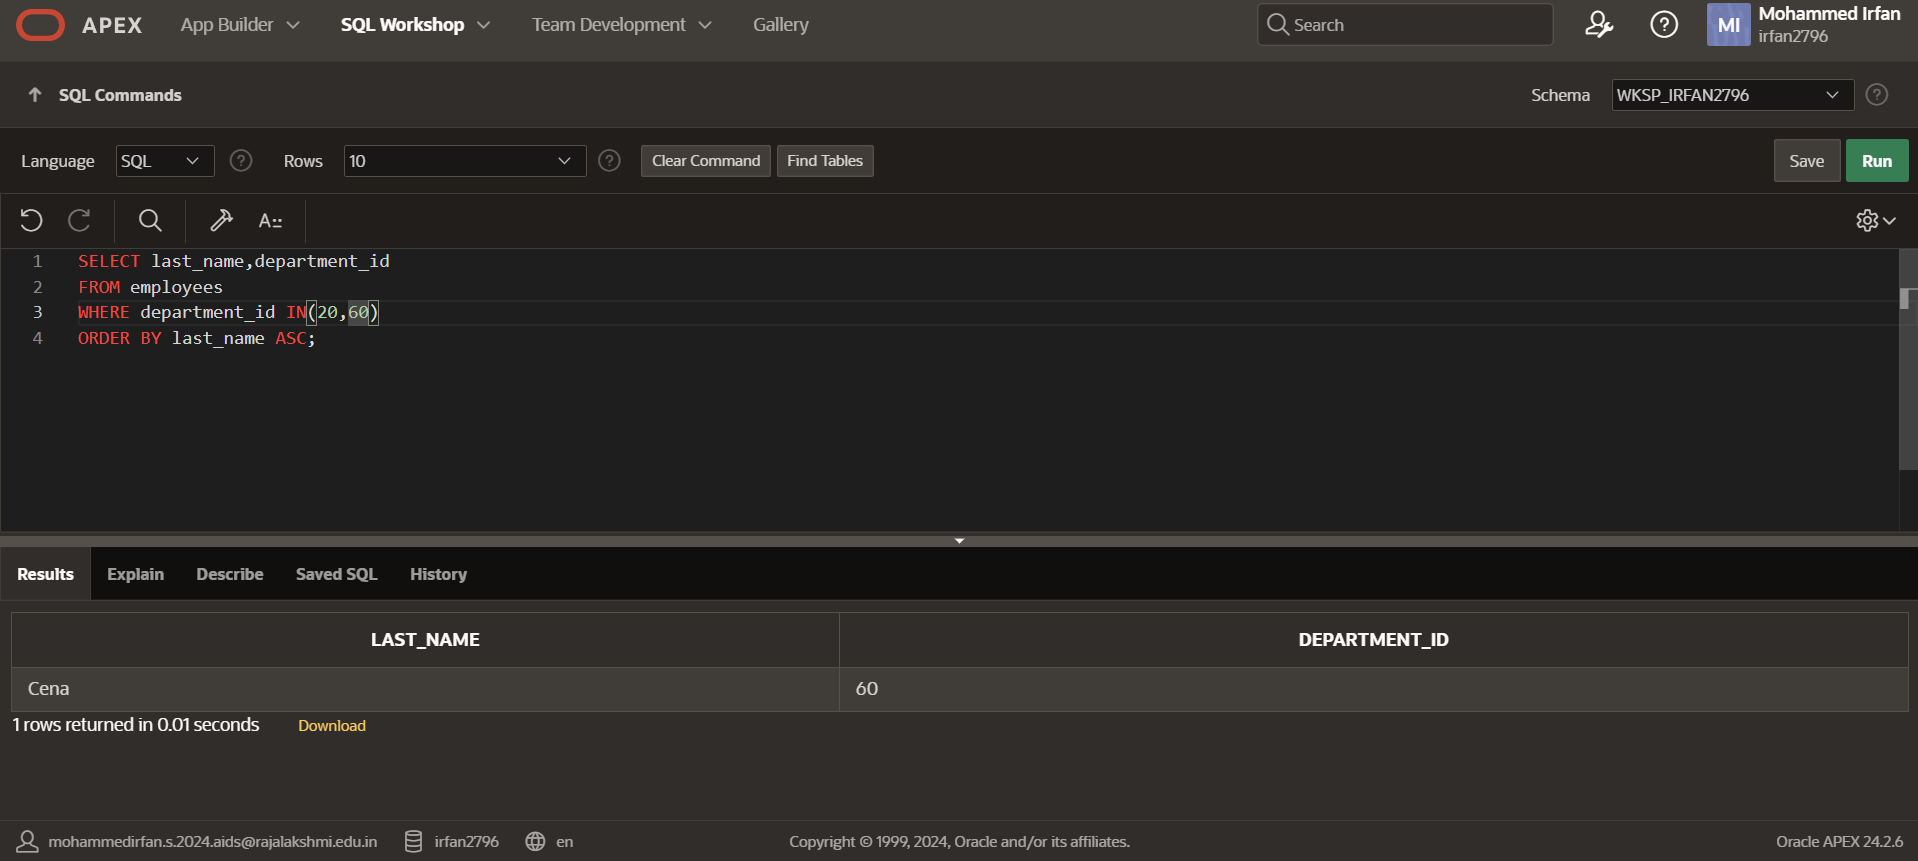 APEX App Builder SQL Workshop Team Development Gallery Search MI Mohammed Irfan
irfan2796
SQL Commands Schema WKSP_IRFAN2796
Language SQL Rows 10 Clear Command Find Tables Save Run
A::
1 SELECT last_name,department_id
2 FROM employees
3 WHERE department_id IN(20,60)
4 ORDER BY last_name ASC;
Results Explain Describe Saved SQL History
LAST_NAME DEPARTMENT_ID
Cena 60
1 rows returned in 0.01 seconds Download
mohammedirfan.s.2024.aids@rajalakshmi.edu.in irfan2796 en Copyright © 1999, 2024, Oracle and/or its affiliates. Oracle APEX 24.2.6